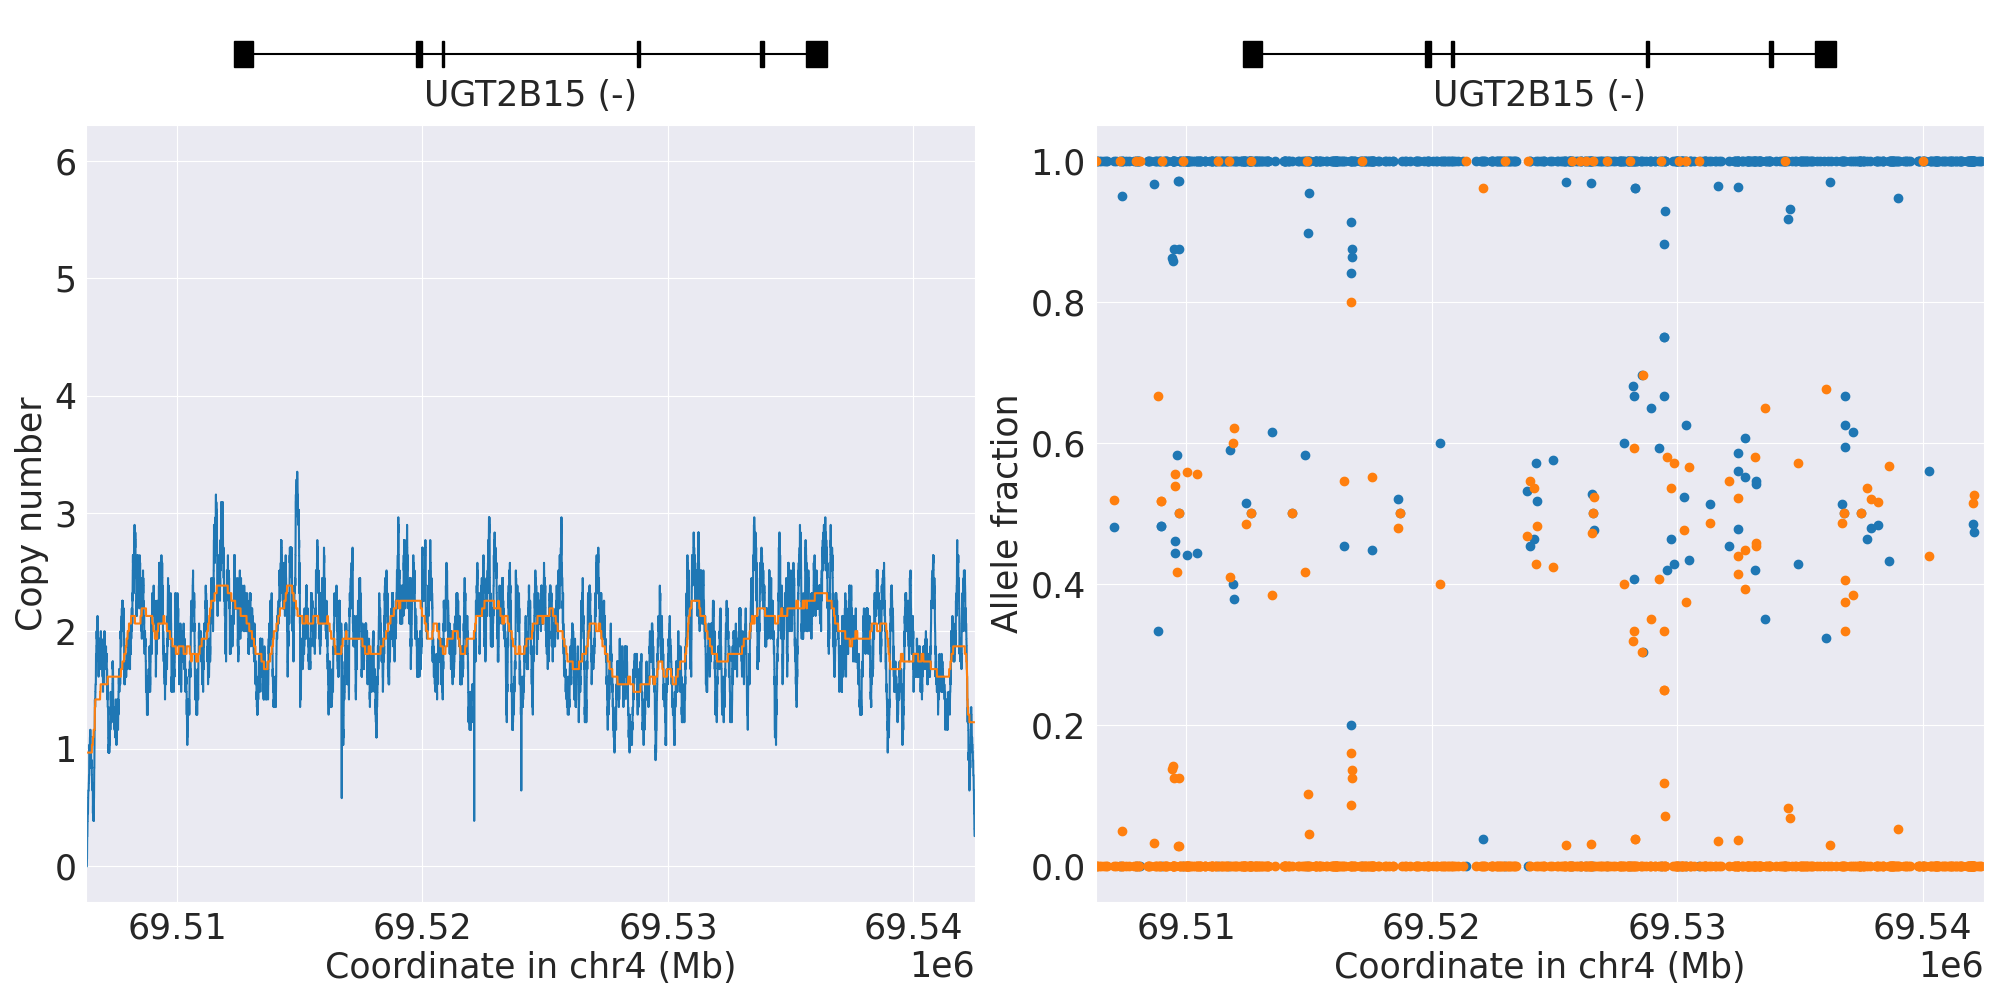 UGT2B15 (-)
6
5
4
3
2
1
0
Copy number
69.51 69.52 69.53 69.54
Coordinate in chr4 (Mb)
1e6
UGT2B15 (-)
1.0
0.8
0.6
0.4
0.2
0.0
Allele fraction
69.51 69.52 69.53 69.54
Coordinate in chr4 (Mb)
1e6